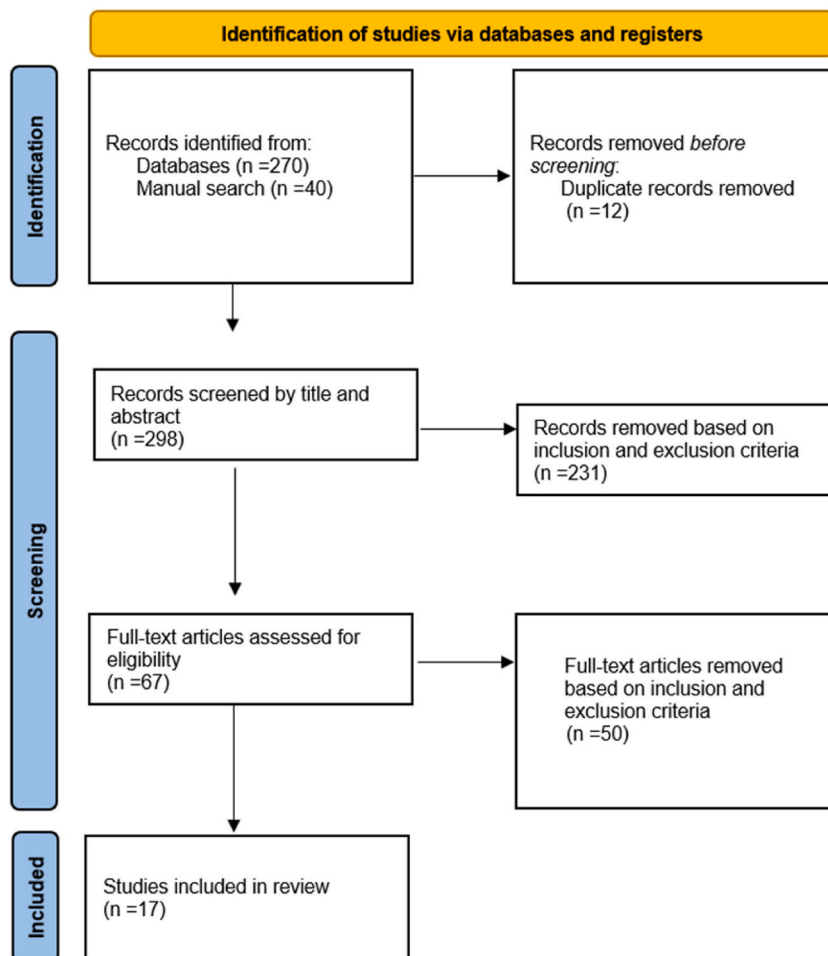 Identification of studies via databases and registers
Identification
Records identified from:
Databases (n =270)
Manual search (n =40)
Records removed before
screening:
Duplicate records removed
(n =12)
Screening
Records screened by title and
abstract
(n =298)
Records removed based on
inclusion and exclusion criteria
(n =231)
Full-text articles assessed for
eligibility
(n =67)
Full-text articles removed
based on inclusion and
exclusion criteria
(n =50)
Included
Studies included in review
(n =17)